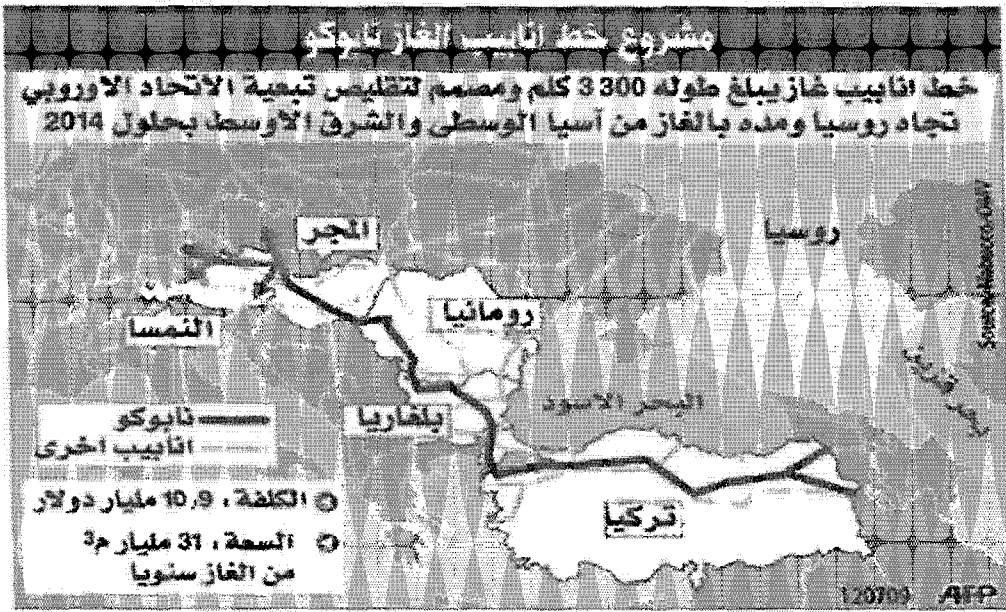 مشروع خط انابيب الغاز نابوكو
خط انابيب غاز يبلغ طوله 300 3 كلم ومصمم لتقليص تبعية الاتحاد الاوروبي
تجاه روسيا ومده بالغاز من آسيا الوسطى والشرق الاوسط بحلول 2014
المجر
روسيا
رومانيا
النمسا
البحر الاسود
بلغاريا
نابوكو
انابيب اخرى
تركيا
الكلفة، 10,9 مليار دولار
السعة، 31 مليار م³
من الغاز سنويا
120709 AFP